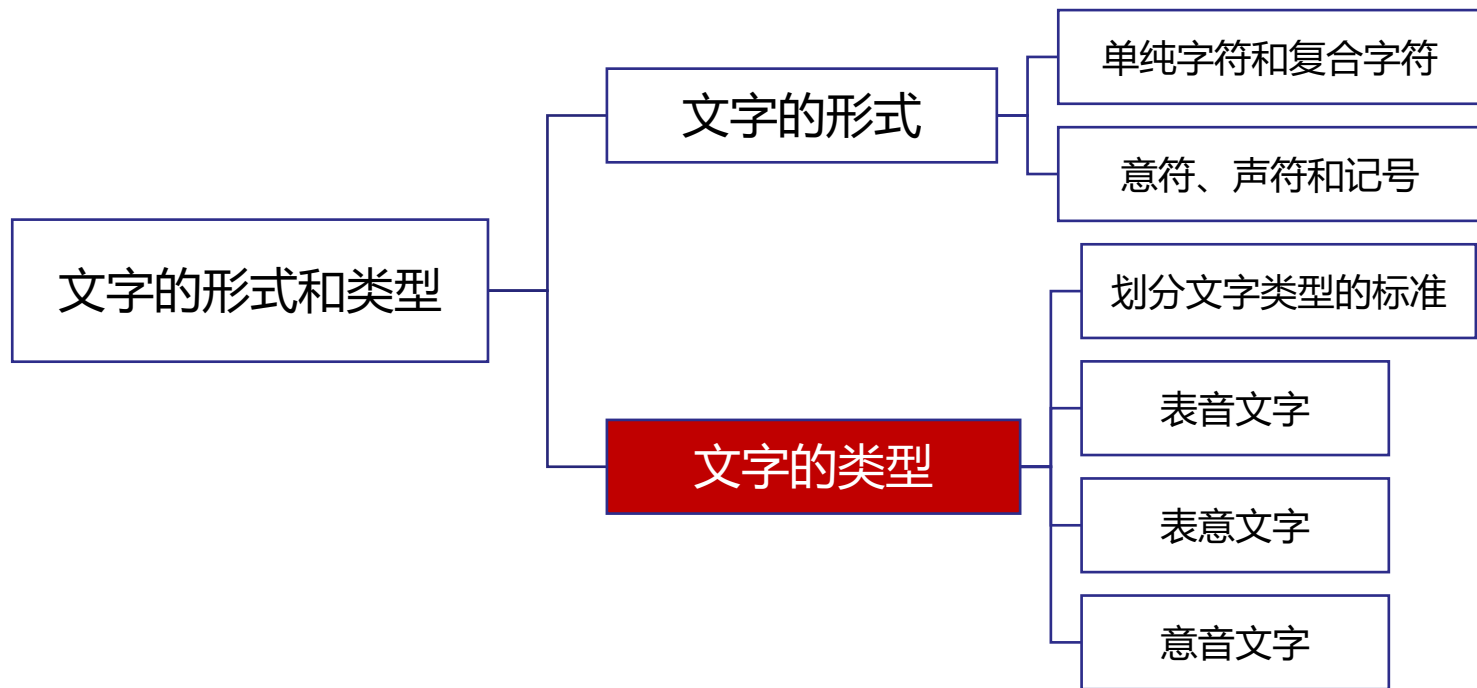 文字的形式和类型
文字的形式
单纯字符和复合字符
意符、声符和记号
文字的类型
划分文字类型的标准
表音文字
表意文字
意音文字